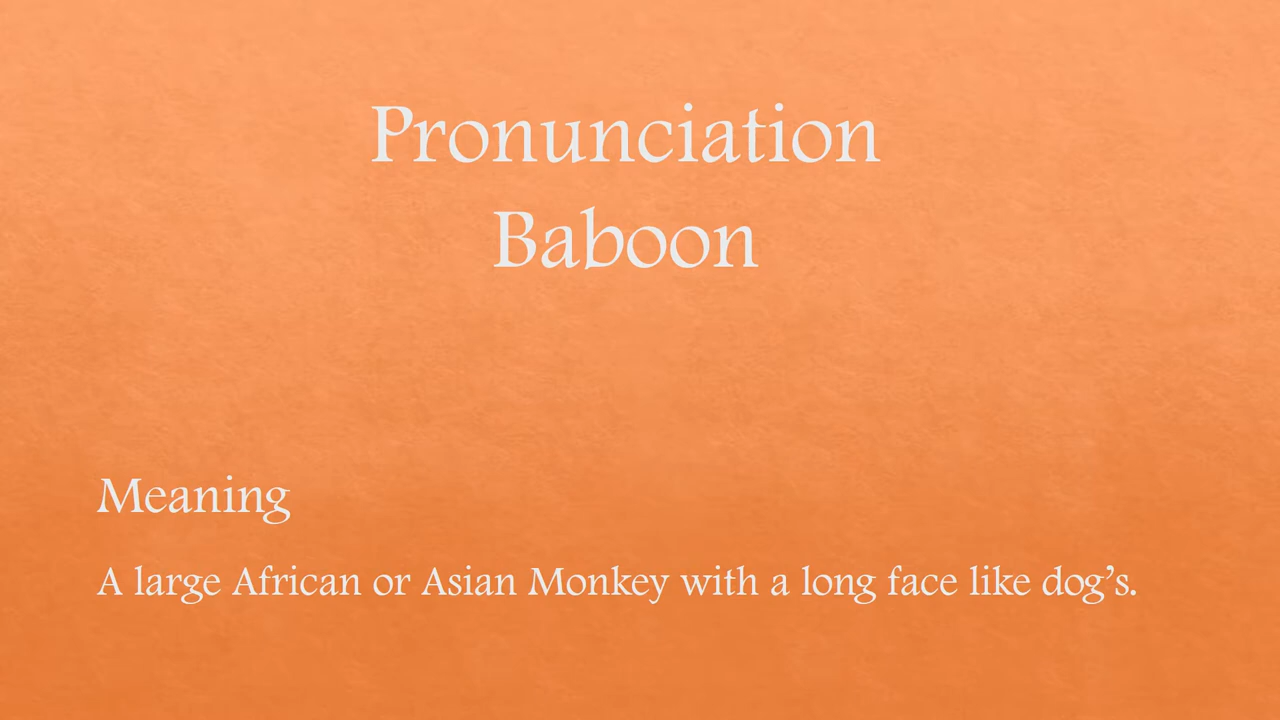 Pronunciation
Baboon
Meaning
A large African or Asian Monkey with a long face like dog’s.